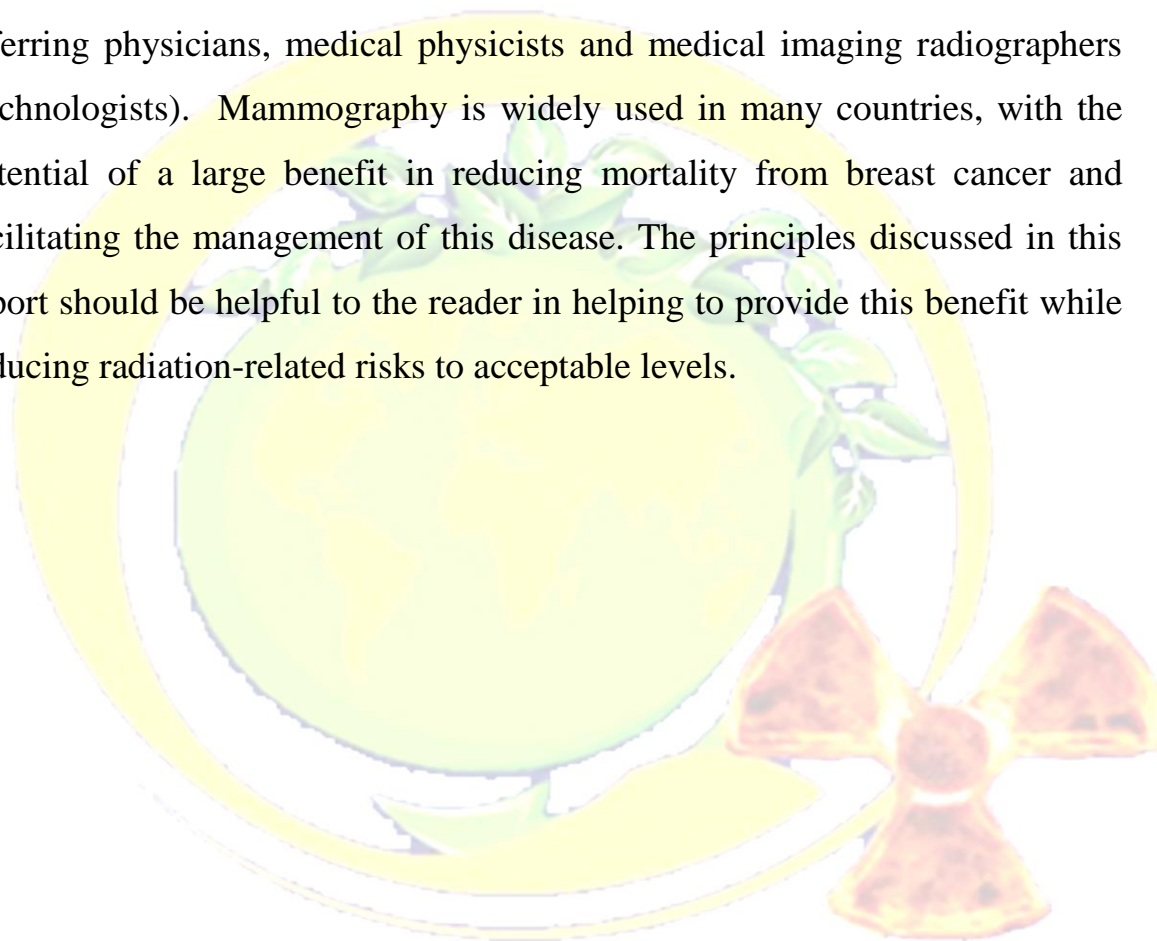 ferring physicians, medical physicists and medical imaging radiographers
chnologists). Mammography is widely used in many countries, with the
tential of a large benefit in reducing mortality from breast cancer and
cilitating the management of this disease. The principles discussed in this
port should be helpful to the reader in helping to provide this benefit while
ducing radiation-related risks to acceptable levels.